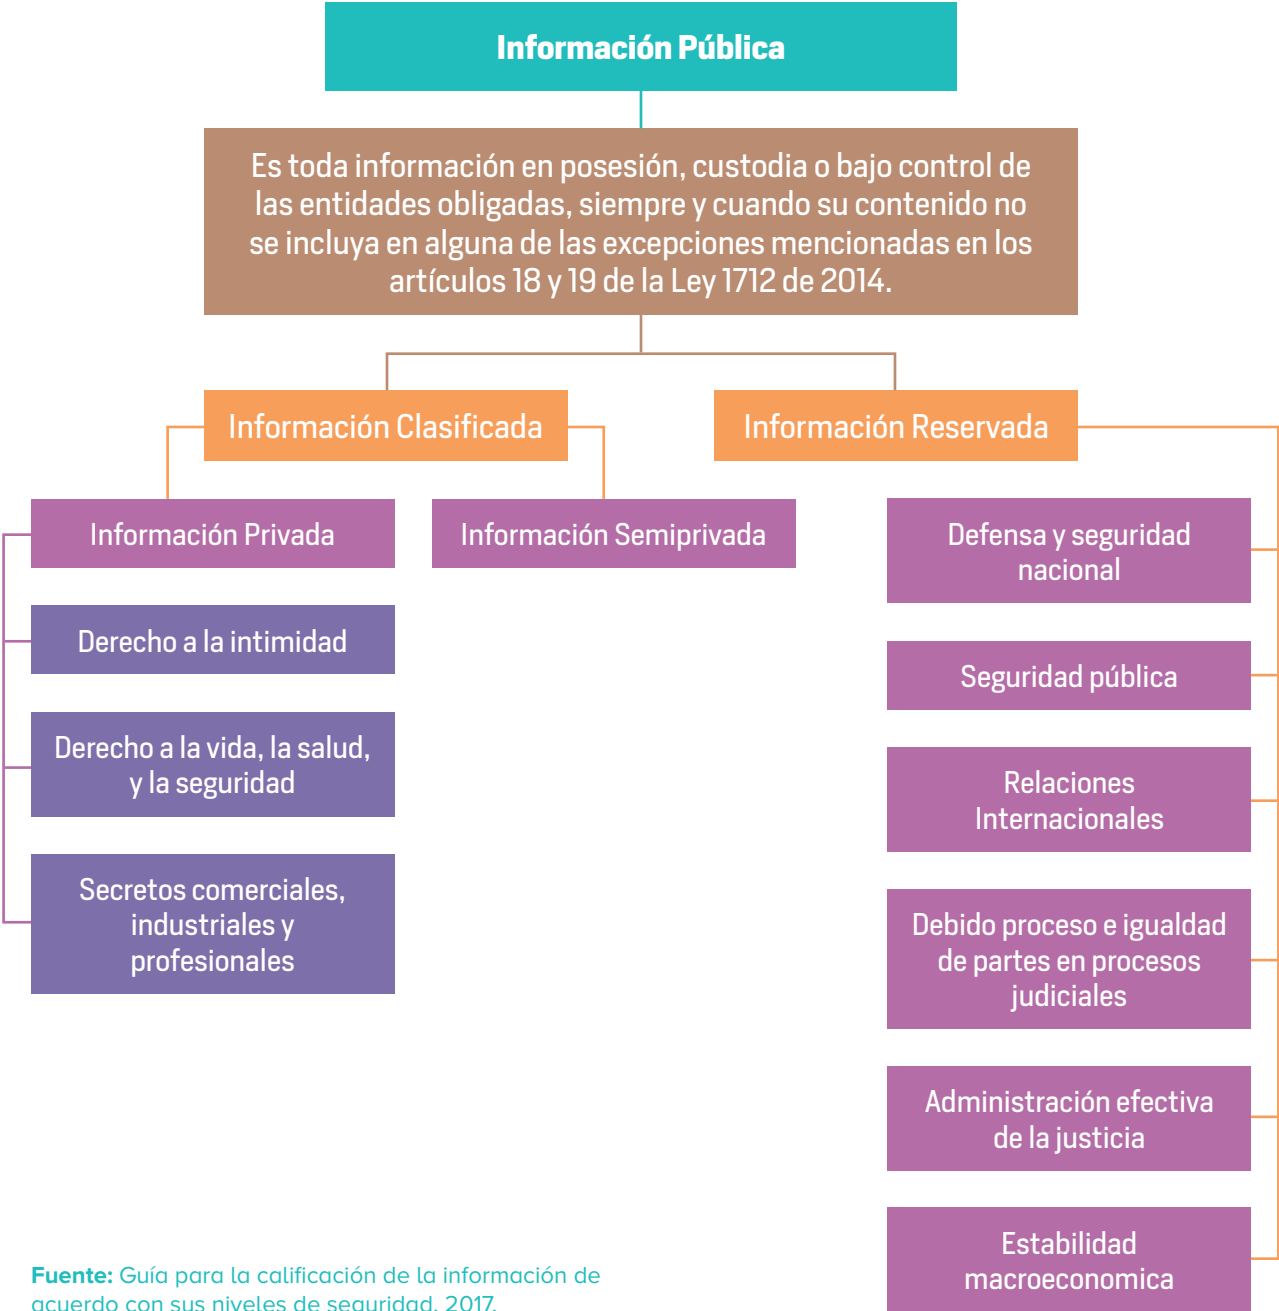 Información Pública
Es toda información en posesión, custodia o bajo control de
las entidades obligadas, siempre y cuando su contenido no
se incluya en alguna de las excepciones mencionadas en los
artículos 18 y 19 de la Ley 1712 de 2014.
Información Clasificada
Información Reservada
Información Privada
Información Semiprivada
Derecho a la intimidad
Derecho a la vida, la salud,
y la seguridad
Secretos comerciales,
industriales y
profesionales
Defensa y seguridad
nacional
Seguridad pública
Relaciones
Internacionales
Debido proceso e igualdad
de partes en procesos
judiciales
Administración efectiva
de la justicia
Estabilidad
macroeconomica
Fuente: Guía para la calificación de la información de
acuerdo con sus niveles de seguridad. 2017.